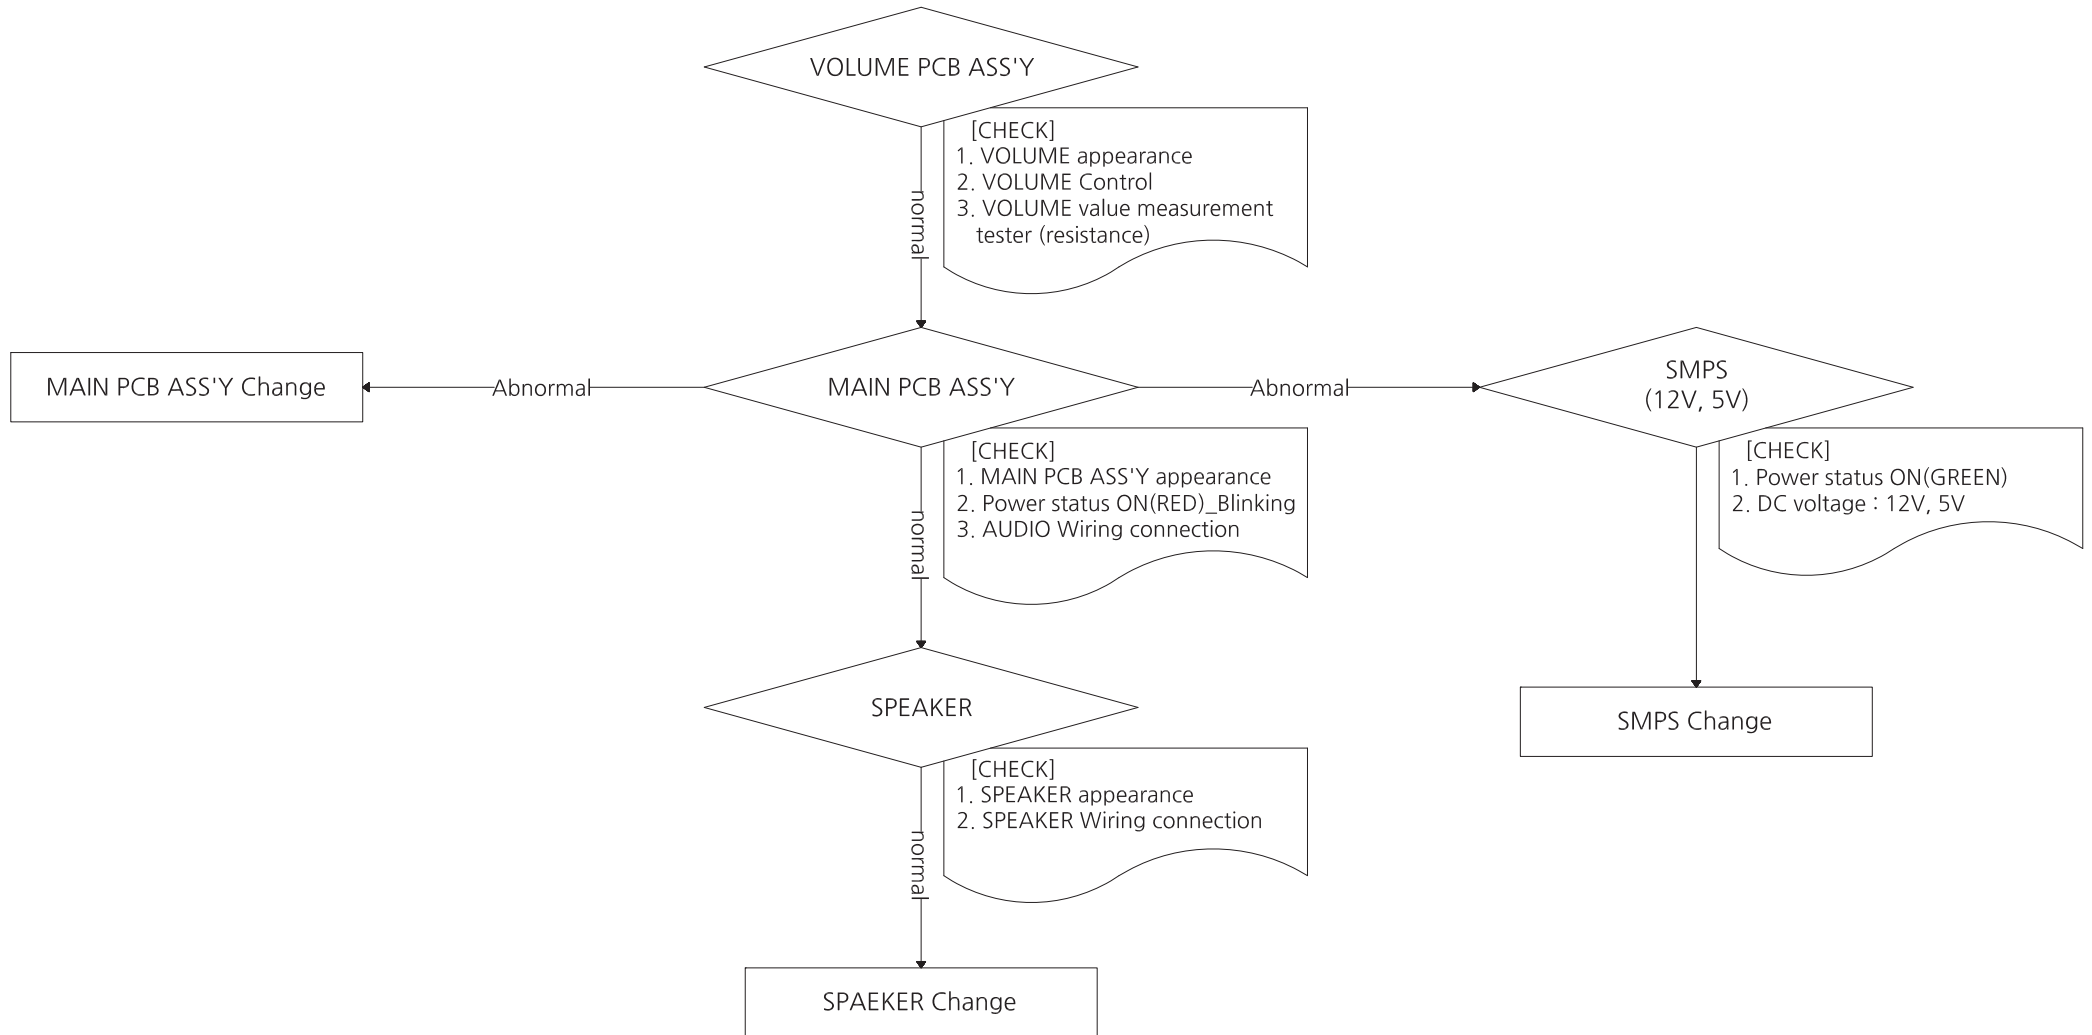 VOLUME PCB ASS'Y
[CHECK]
1. VOLUME appearance
2. VOLUME Control
3. VOLUME value measurement
tester (resistance)
normal
MAIN PCB ASS'Y Change
Abnormal
MAIN PCB ASS'Y
Abnormal
SMPS
(12V, 5V)
[CHECK]
1. MAIN PCB ASS'Y appearance
2. Power status ON(RED)_Blinking
3. AUDIO Wiring connection
[CHECK]
1. Power status ON(GREEN)
2. DC voltage : 12V, 5V
normal
SPEAKER
SMPS Change
[CHECK]
1. SPEAKER appearance
2. SPEAKER Wiring connection
normal
SPAEKER Change